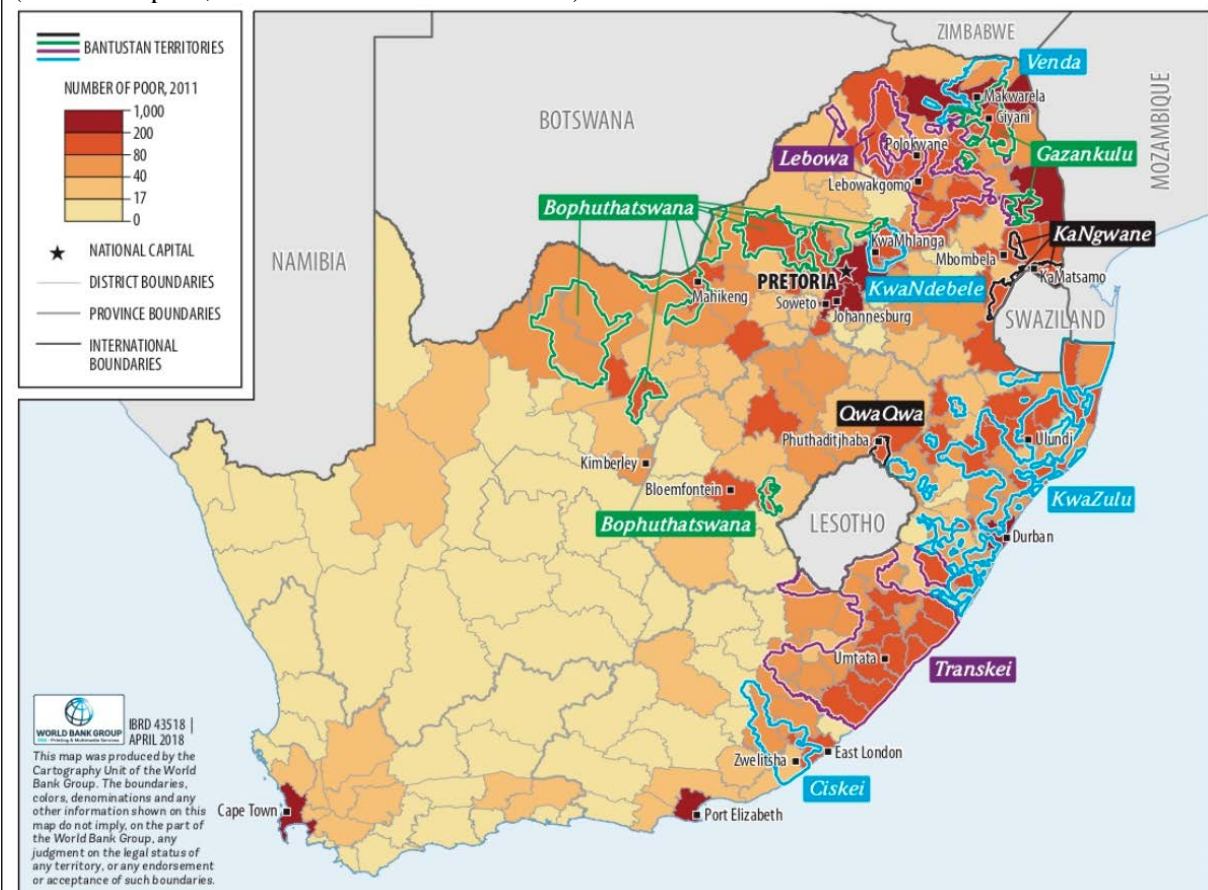 BANTUSTAN TERRITORIES
NUMBER OF POOR, 2011
1,000
200
80
40
17
0
NATIONAL CAPITAL
DISTRICT BOUNDARIES
PROVINCE BOUNDARIES
INTERNATIONAL
BOUNDARIES
ZIMBABWE
Venda
BOTSWANA
MOZAMBIQUE
Makwarela
Giyani
Lebowa
Polokwane
Gazankulu
Lebowakgomo
Bophuthatswana
NAMIBIA
KwaMhlanga
KaNgwane
Mbombela
KaMatsamo
PRETORIA
KwaNdebele
Mahikeng
Soweto
Johannesburg
SWAZILAND
QwaQwa
Phuthaditjhaba
Ulundi
Kimberley
Bloemfontein
KwaZulu
Bophuthatswana
LESOTHO
Durban
Umtata
Transkei
Zwelitsha
East London
Ciskei
Cape Town
Port Elizabeth
WORLD BANK GROUP
IBRD 43518 |
APRIL 2018
This map was produced by the
Cartography Unit of the World
Bank Group. The boundaries,
colors, denominations and any
other information shown on this
map do not imply, on the part of
the World Bank Group, any
judgment on the legal status of
any territory, or any endorsement
or acceptance of such boundaries.